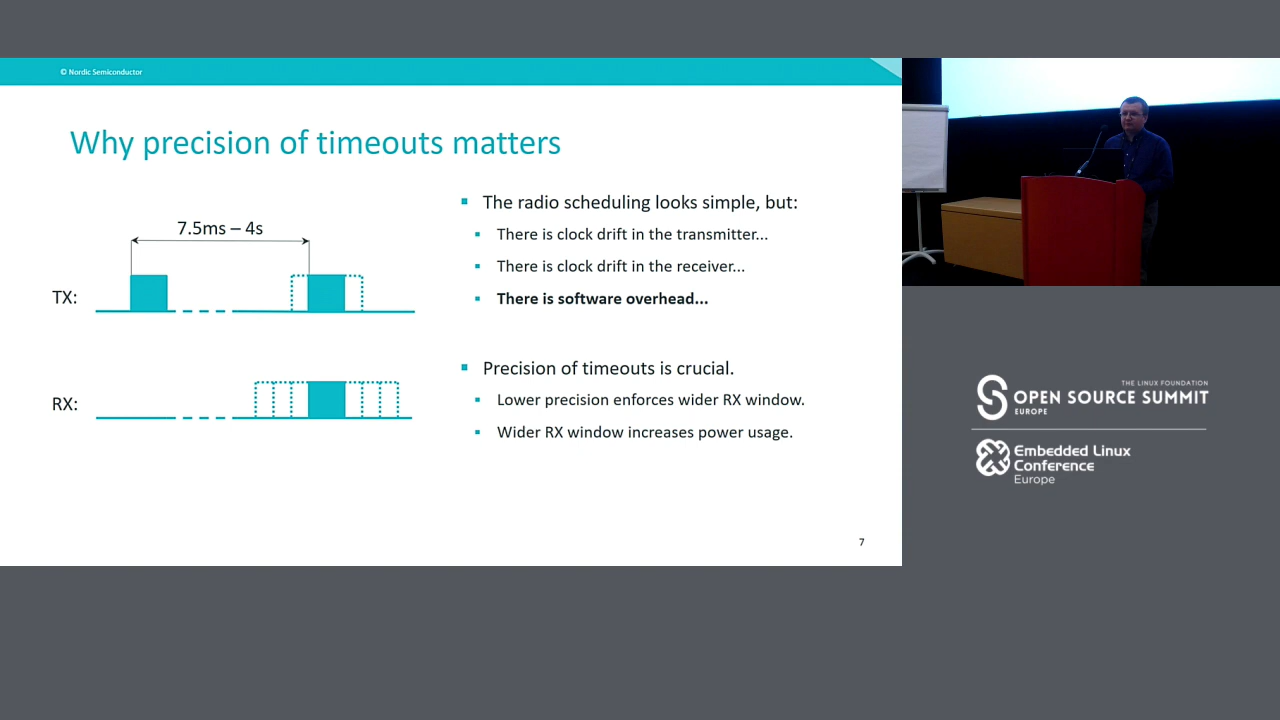 © Nordic Semiconductor
Why precision of timeouts matters
7.5ms – 4s
TX:
RX:
▪ The radio scheduling looks simple, but:
▪ There is clock drift in the transmitter...
▪ There is clock drift in the receiver...
▪ There is software overhead...
▪ Precision of timeouts is crucial.
▪ Lower precision enforces wider RX window.
▪ Wider RX window increases power usage.
7
THE LINUX FOUNDATION
OPEN SOURCE SUMMIT
EUROPE
Embedded Linux
Conference
Europe